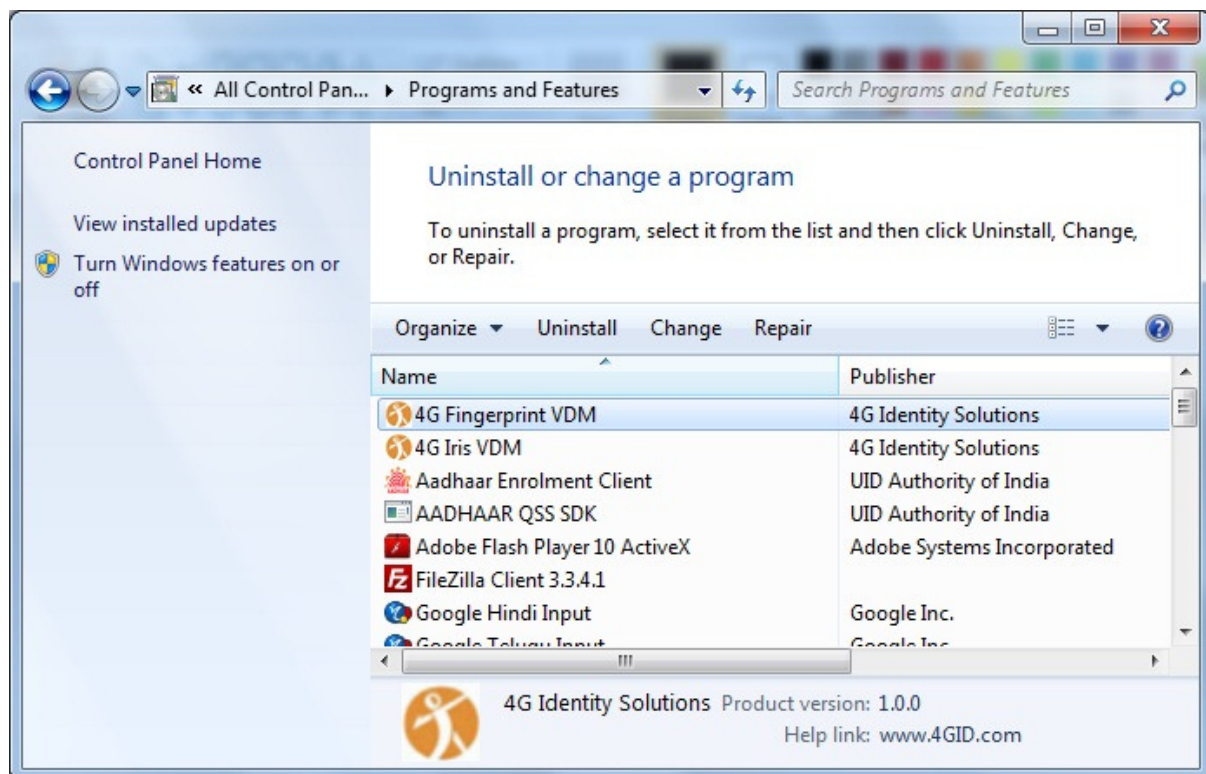 « All Control Pan... ▸ Programs and Features
Search Programs and Features
Control Panel Home
View installed updates
Turn Windows features on or
off
Uninstall or change a program
To uninstall a program, select it from the list and then click Uninstall, Change,
or Repair.
Organize Uninstall Change Repair
Name Publisher
4G Fingerprint VDM 4G Identity Solutions
4G Iris VDM 4G Identity Solutions
Aadhaar Enrolment Client UID Authority of India
AADHAAR QSS SDK UID Authority of India
Adobe Flash Player 10 ActiveX Adobe Systems Incorporated
FileZilla Client 3.3.4.1
Google Hindi Input Google Inc.
Google Telugu Input Google Inc.
4G Identity Solutions Product version: 1.0.0
Help link: www.4GID.com